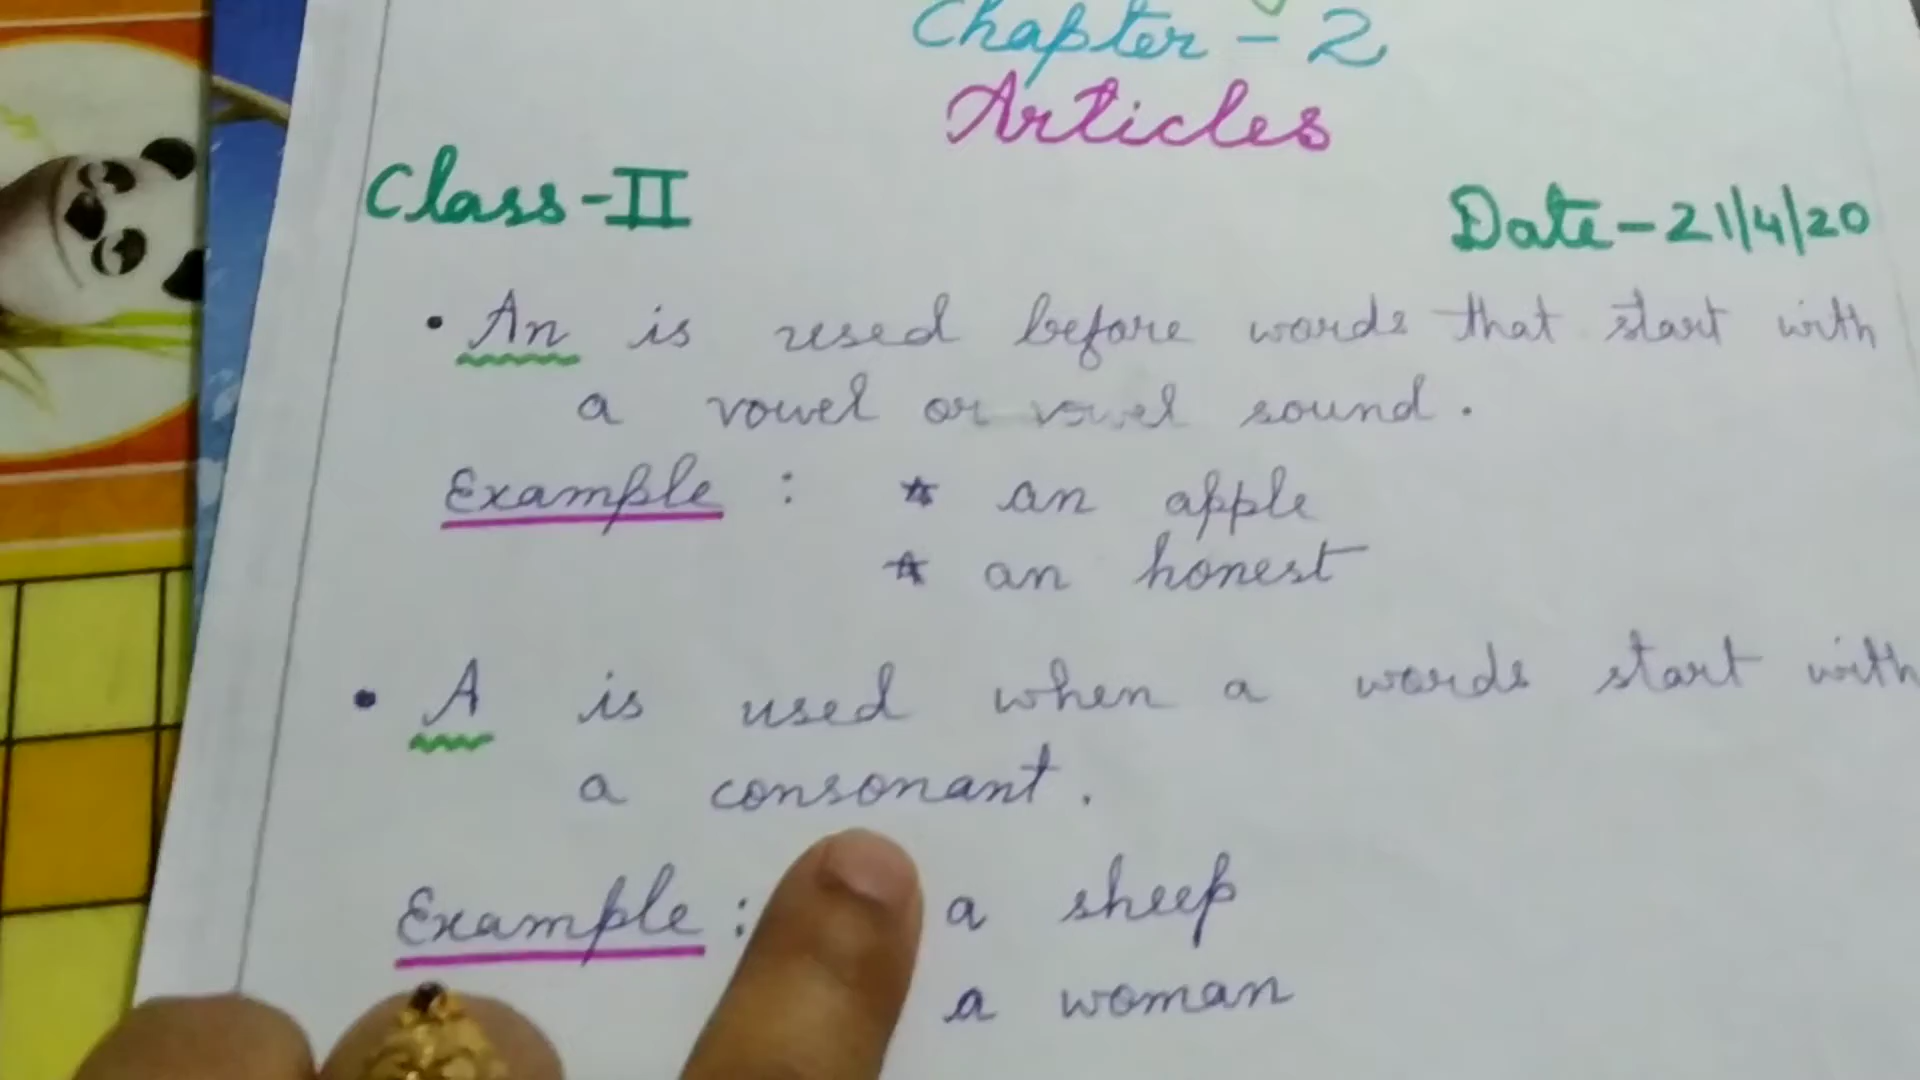 Chapter - 2
Articles
Class-II
Date-21/4/20
• An is used before words that start with
a vowel or vowel sound.
Example : * an apple
* an honest
• A is used when a words start with
a consonant.
Example : a sheep
a woman